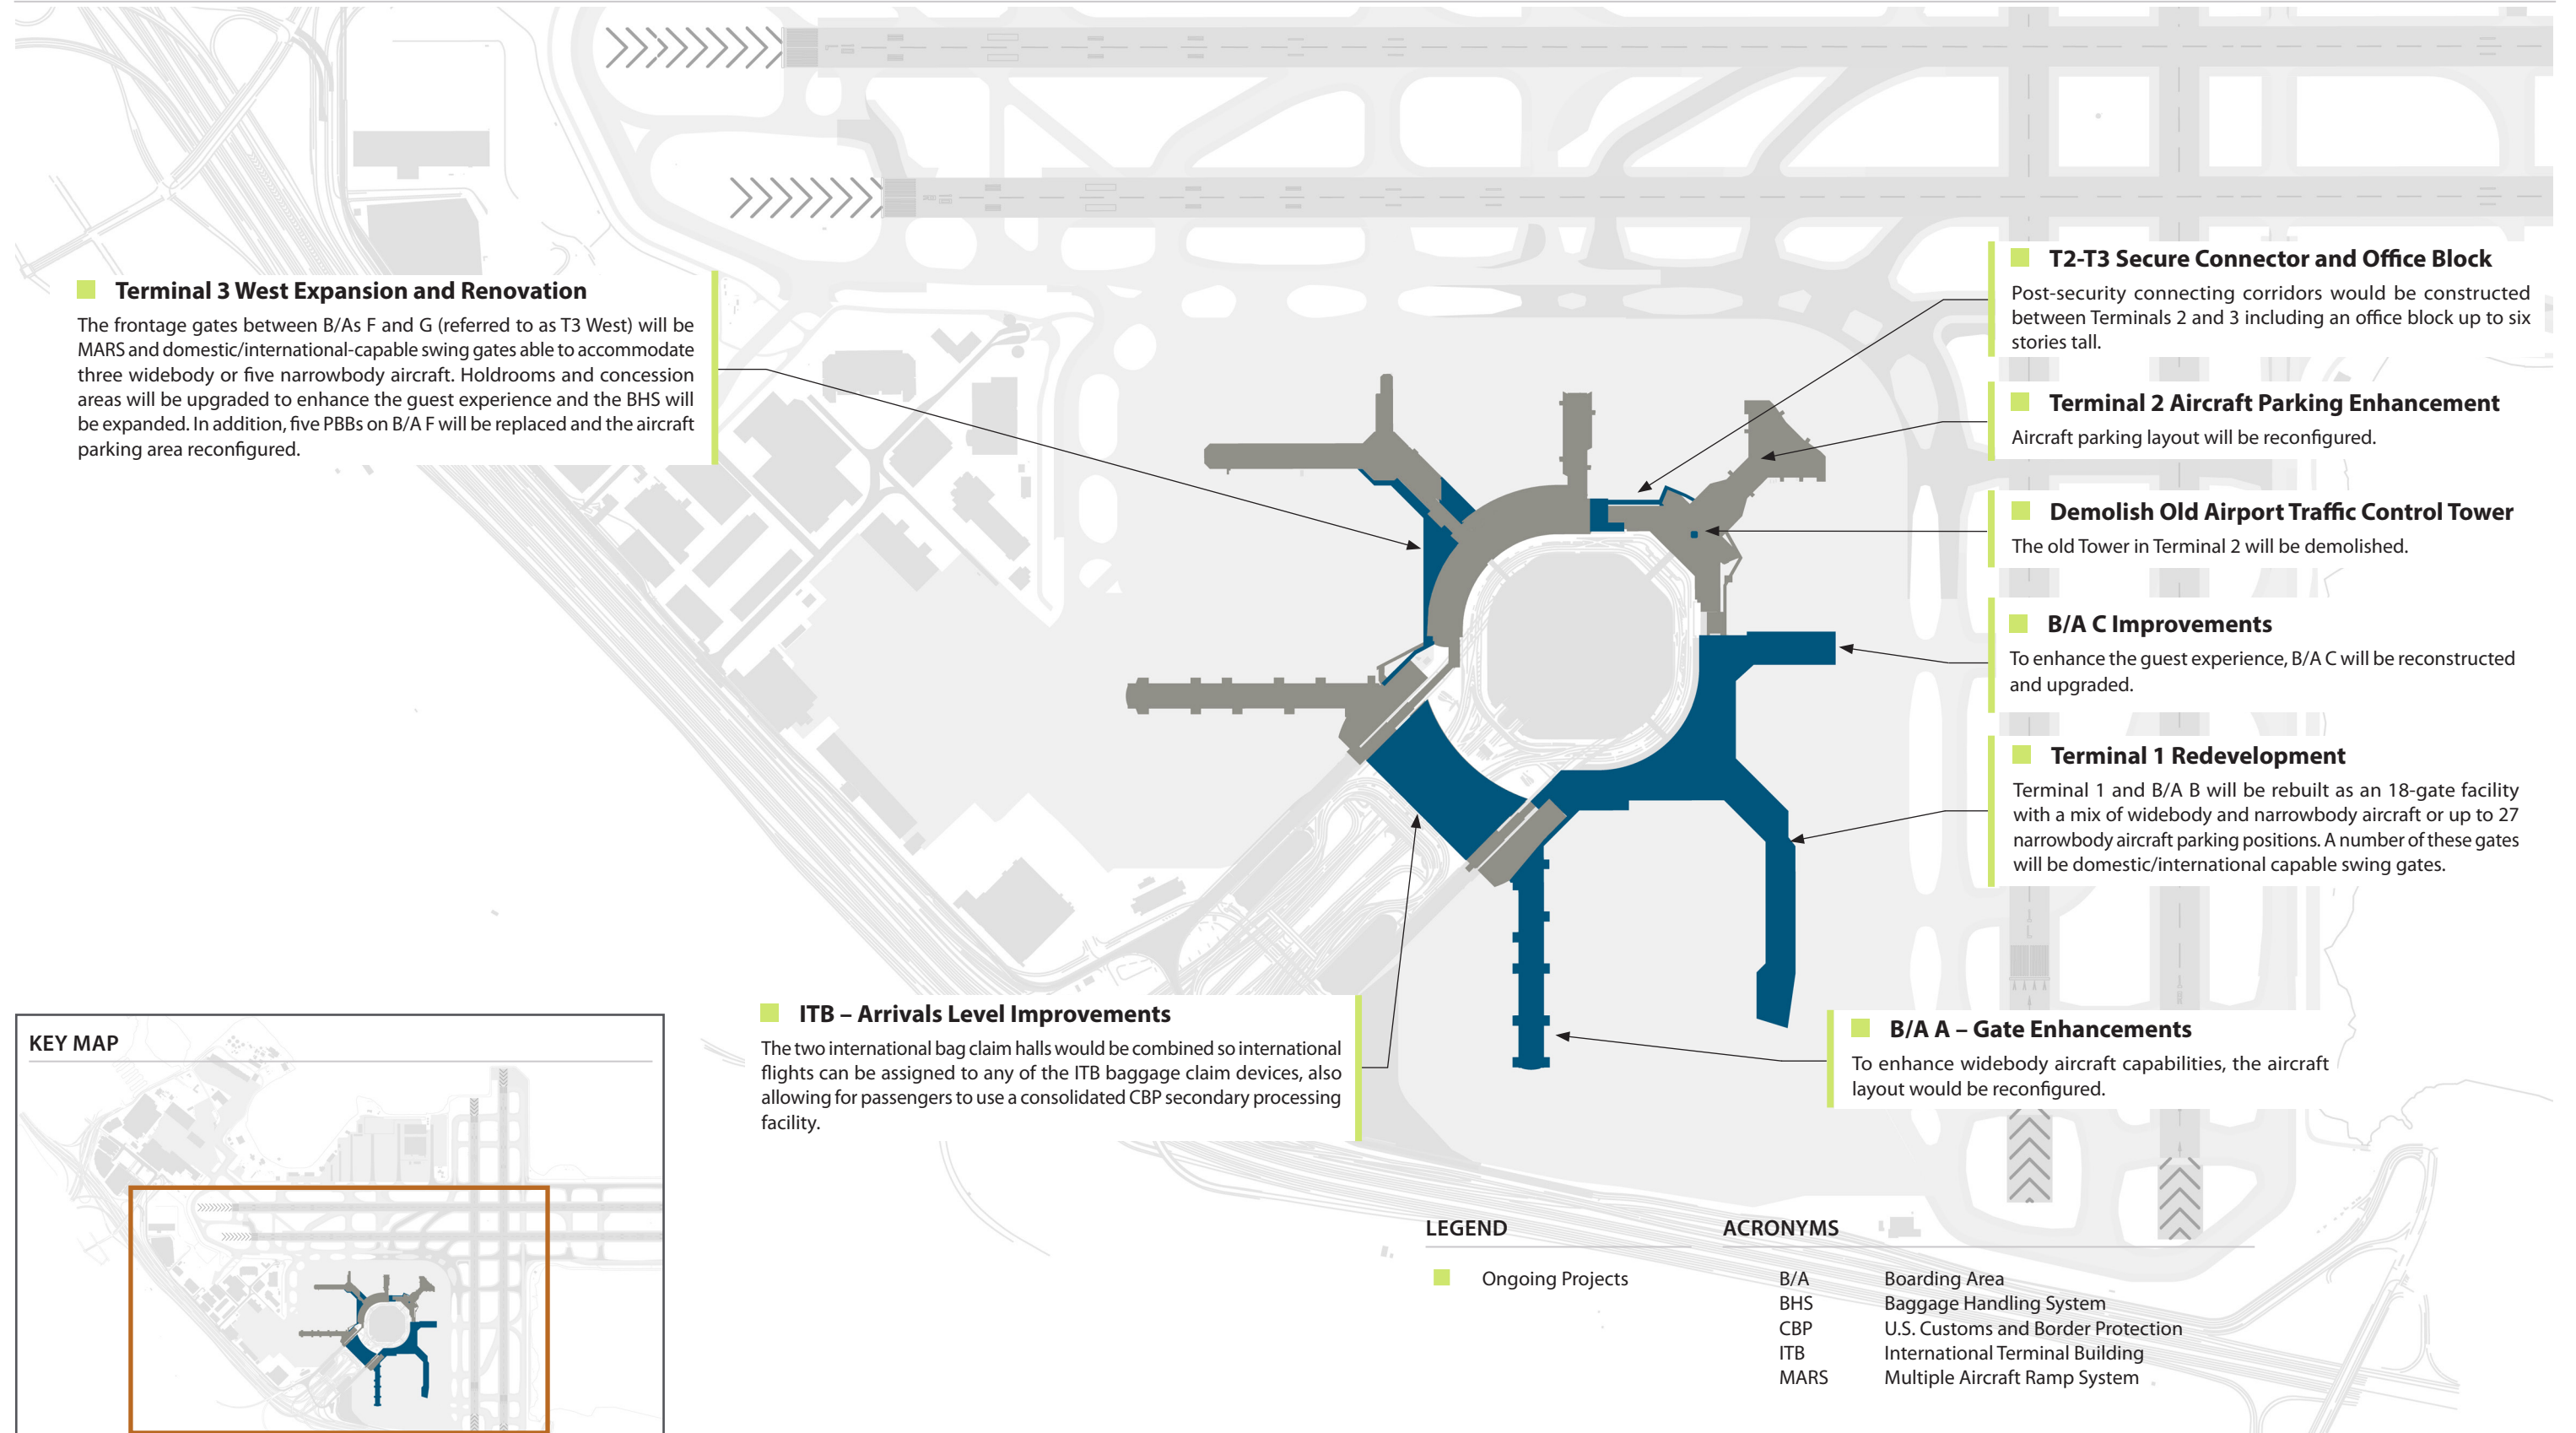 Terminal 3 West Expansion and Renovation
The frontage gates between B/As F and G (referred to as T3 West) will be
MARS and domestic/international-capable swing gates able to accommodate
three widebody or five narrowbody aircraft. Holdrooms and concession
areas will be upgraded to enhance the guest experience and the BHS will
be expanded. In addition, five PBBs on B/A F will be replaced and the aircraft
parking area reconfigured.
T2-T3 Secure Connector and Office Block
Post-security connecting corridors would be constructed
between Terminals 2 and 3 including an office block up to six
stories tall.
Terminal 2 Aircraft Parking Enhancement
Aircraft parking layout will be reconfigured.
Demolish Old Airport Traffic Control Tower
The old Tower in Terminal 2 will be demolished.
B/A C Improvements
To enhance the guest experience, B/A C will be reconstructed
and upgraded.
Terminal 1 Redevelopment
Terminal 1 and B/A B will be rebuilt as an 18-gate facility
with a mix of widebody and narrowbody aircraft or up to 27
narrowbody aircraft parking positions. A number of these gates
will be domestic/international capable swing gates.
ITB – Arrivals Level Improvements
The two international bag claim halls would be combined so international
flights can be assigned to any of the ITB baggage claim devices, also
allowing for passengers to use a consolidated CBP secondary processing
facility.
B/A A – Gate Enhancements
To enhance widebody aircraft capabilities, the aircraft
layout would be reconfigured.
KEY MAP
LEGEND
Ongoing Projects
ACRONYMS
B/A Boarding Area
BHS Baggage Handling System
CBP U.S. Customs and Border Protection
ITB International Terminal Building
MARS Multiple Aircraft Ramp System